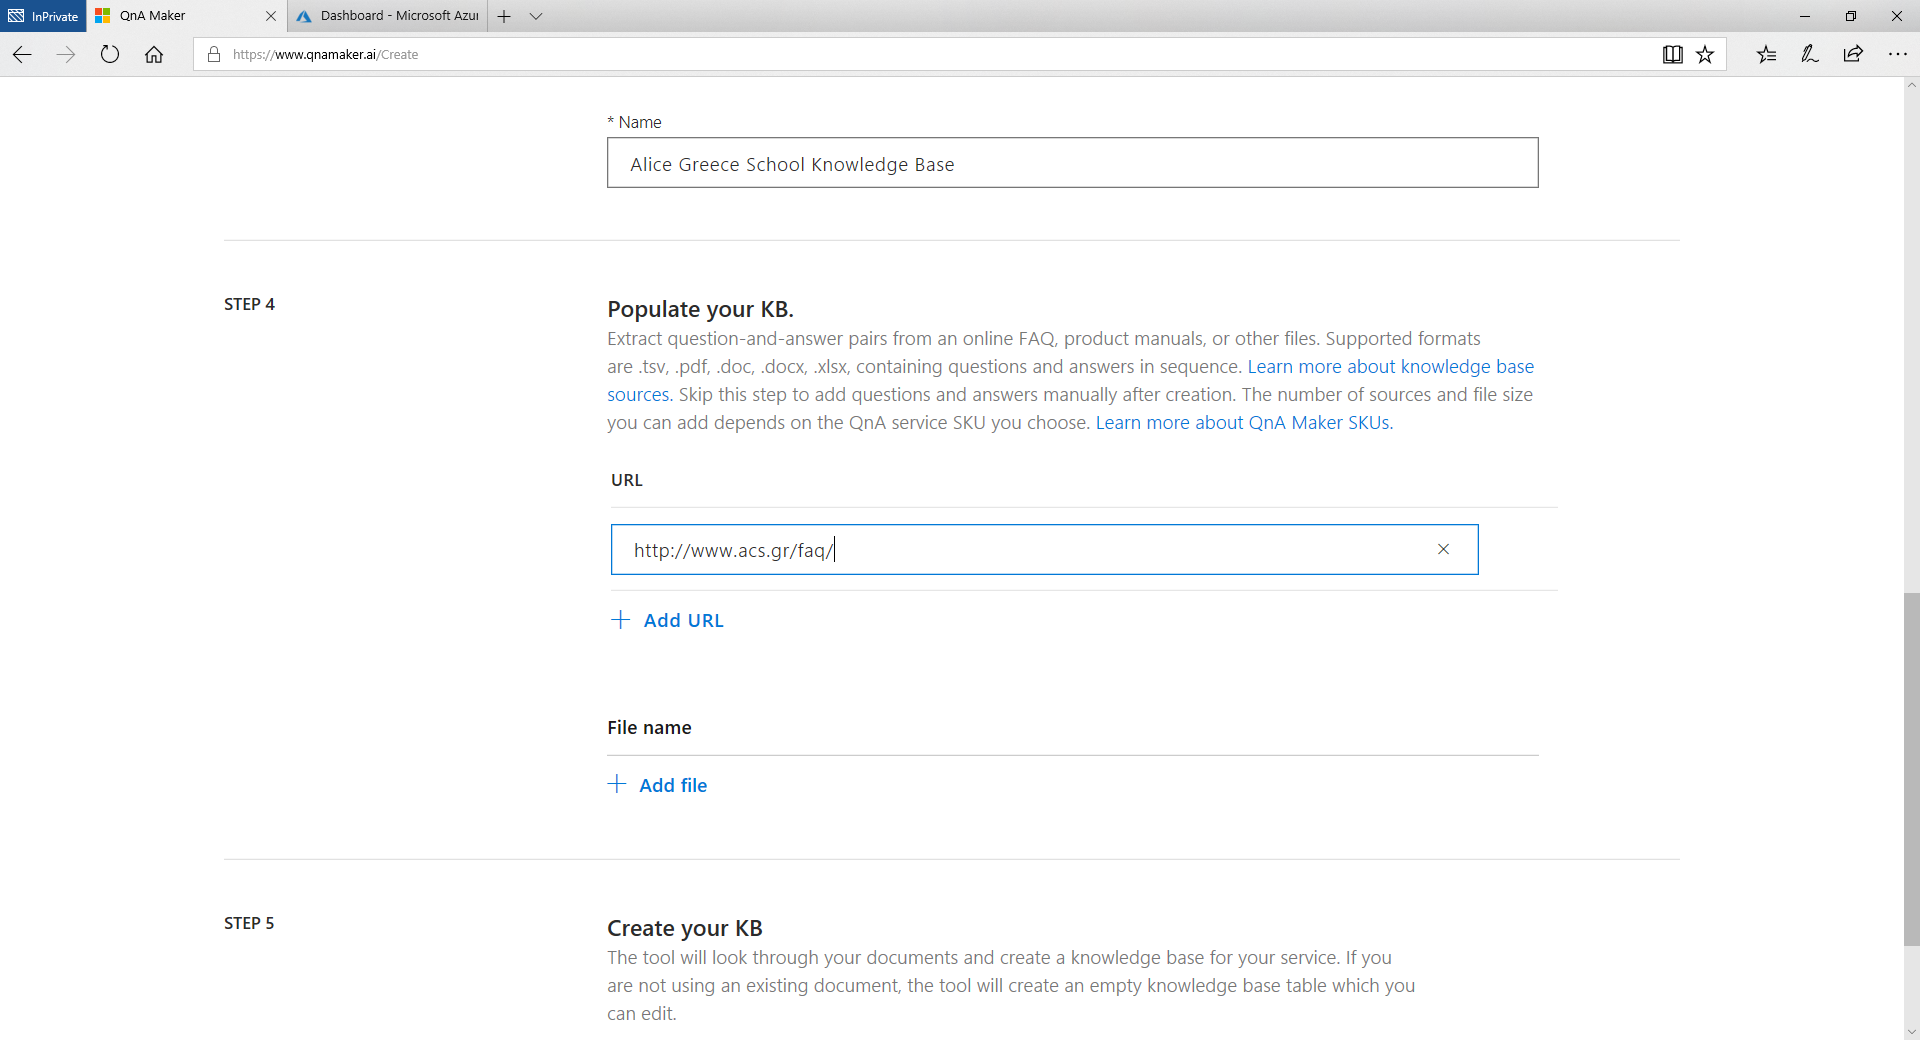 InPrivate
QnA Maker
Dashboard - Microsoft Azur
https://www.qnamaker.ai/Create
* Name
Alice Greece School Knowledge Base
STEP 4
Populate your KB.
Extract question-and-answer pairs from an online FAQ, product manuals, or other files. Supported formats
are .tsv, .pdf, .doc, .docx, .xlsx, containing questions and answers in sequence. Learn more about knowledge base
sources. Skip this step to add questions and answers manually after creation. The number of sources and file size
you can add depends on the QnA service SKU you choose. Learn more about QnA Maker SKUs.
URL
http://www.acs.gr/faq/
Add URL
File name
Add file
STEP 5
Create your KB
The tool will look through your documents and create a knowledge base for your service. If you
are not using an existing document, the tool will create an empty knowledge base table which you
can edit.